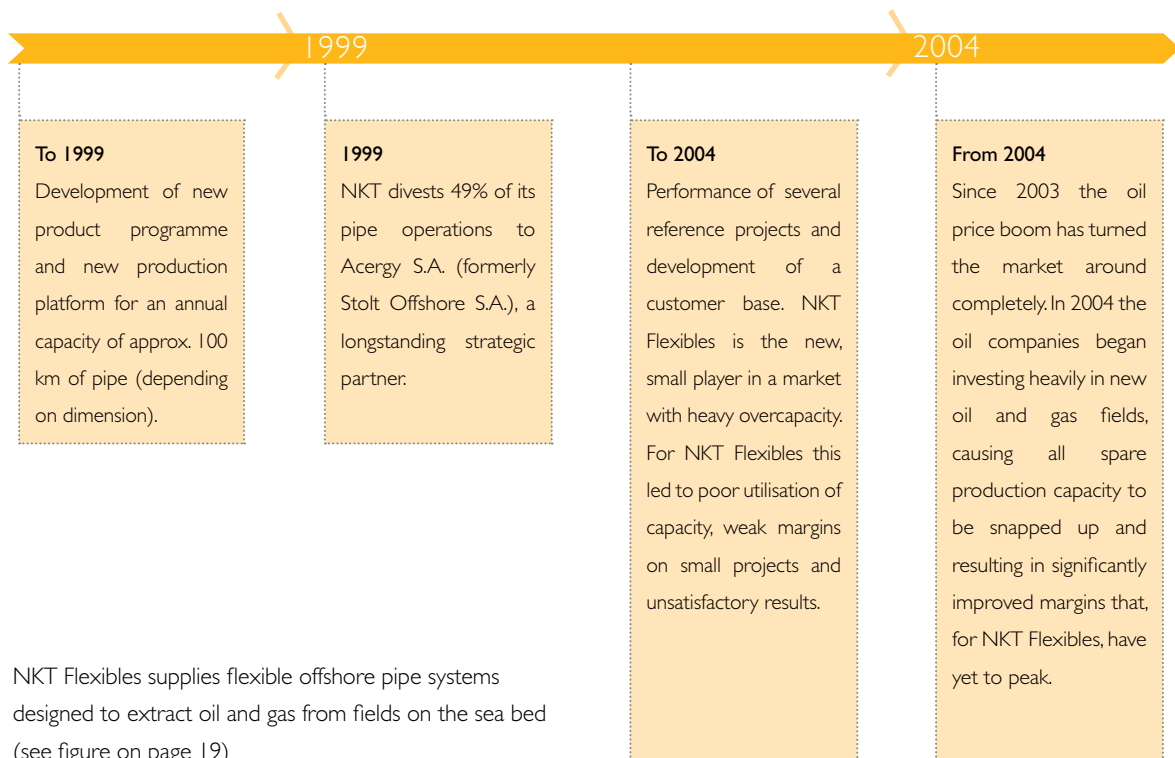 1999
2004
To 1999
Development of new
product programme
and new production
platform for an annual
capacity of approx. 100
km of pipe (depending
on dimension).
1999
NKT divests 49% of its
pipe operations to
Acergy S.A. (formerly
Stolt Offshore S.A.), a
longstanding strategic
partner.
To 2004
Performance of several
reference projects and
development of a
customer base. NKT
Flexibles is the new,
small player in a market
with heavy overcapacity.
For NKT Flexibles this
led to poor utilisation of
capacity, weak margins
on small projects and
unsatisfactory results.
From 2004
Since 2003 the oil
price boom has turned
the market around
completely. In 2004 the
oil companies began
investing heavily in new
oil and gas fields,
causing all spare
production capacity to
be snapped up and
resulting in significantly
improved margins that,
for NKT Flexibles, have
yet to peak.
NKT Flexibles supplies flexible offshore pipe systems
designed to extract oil and gas from fields on the sea bed
(see figure on page 19)